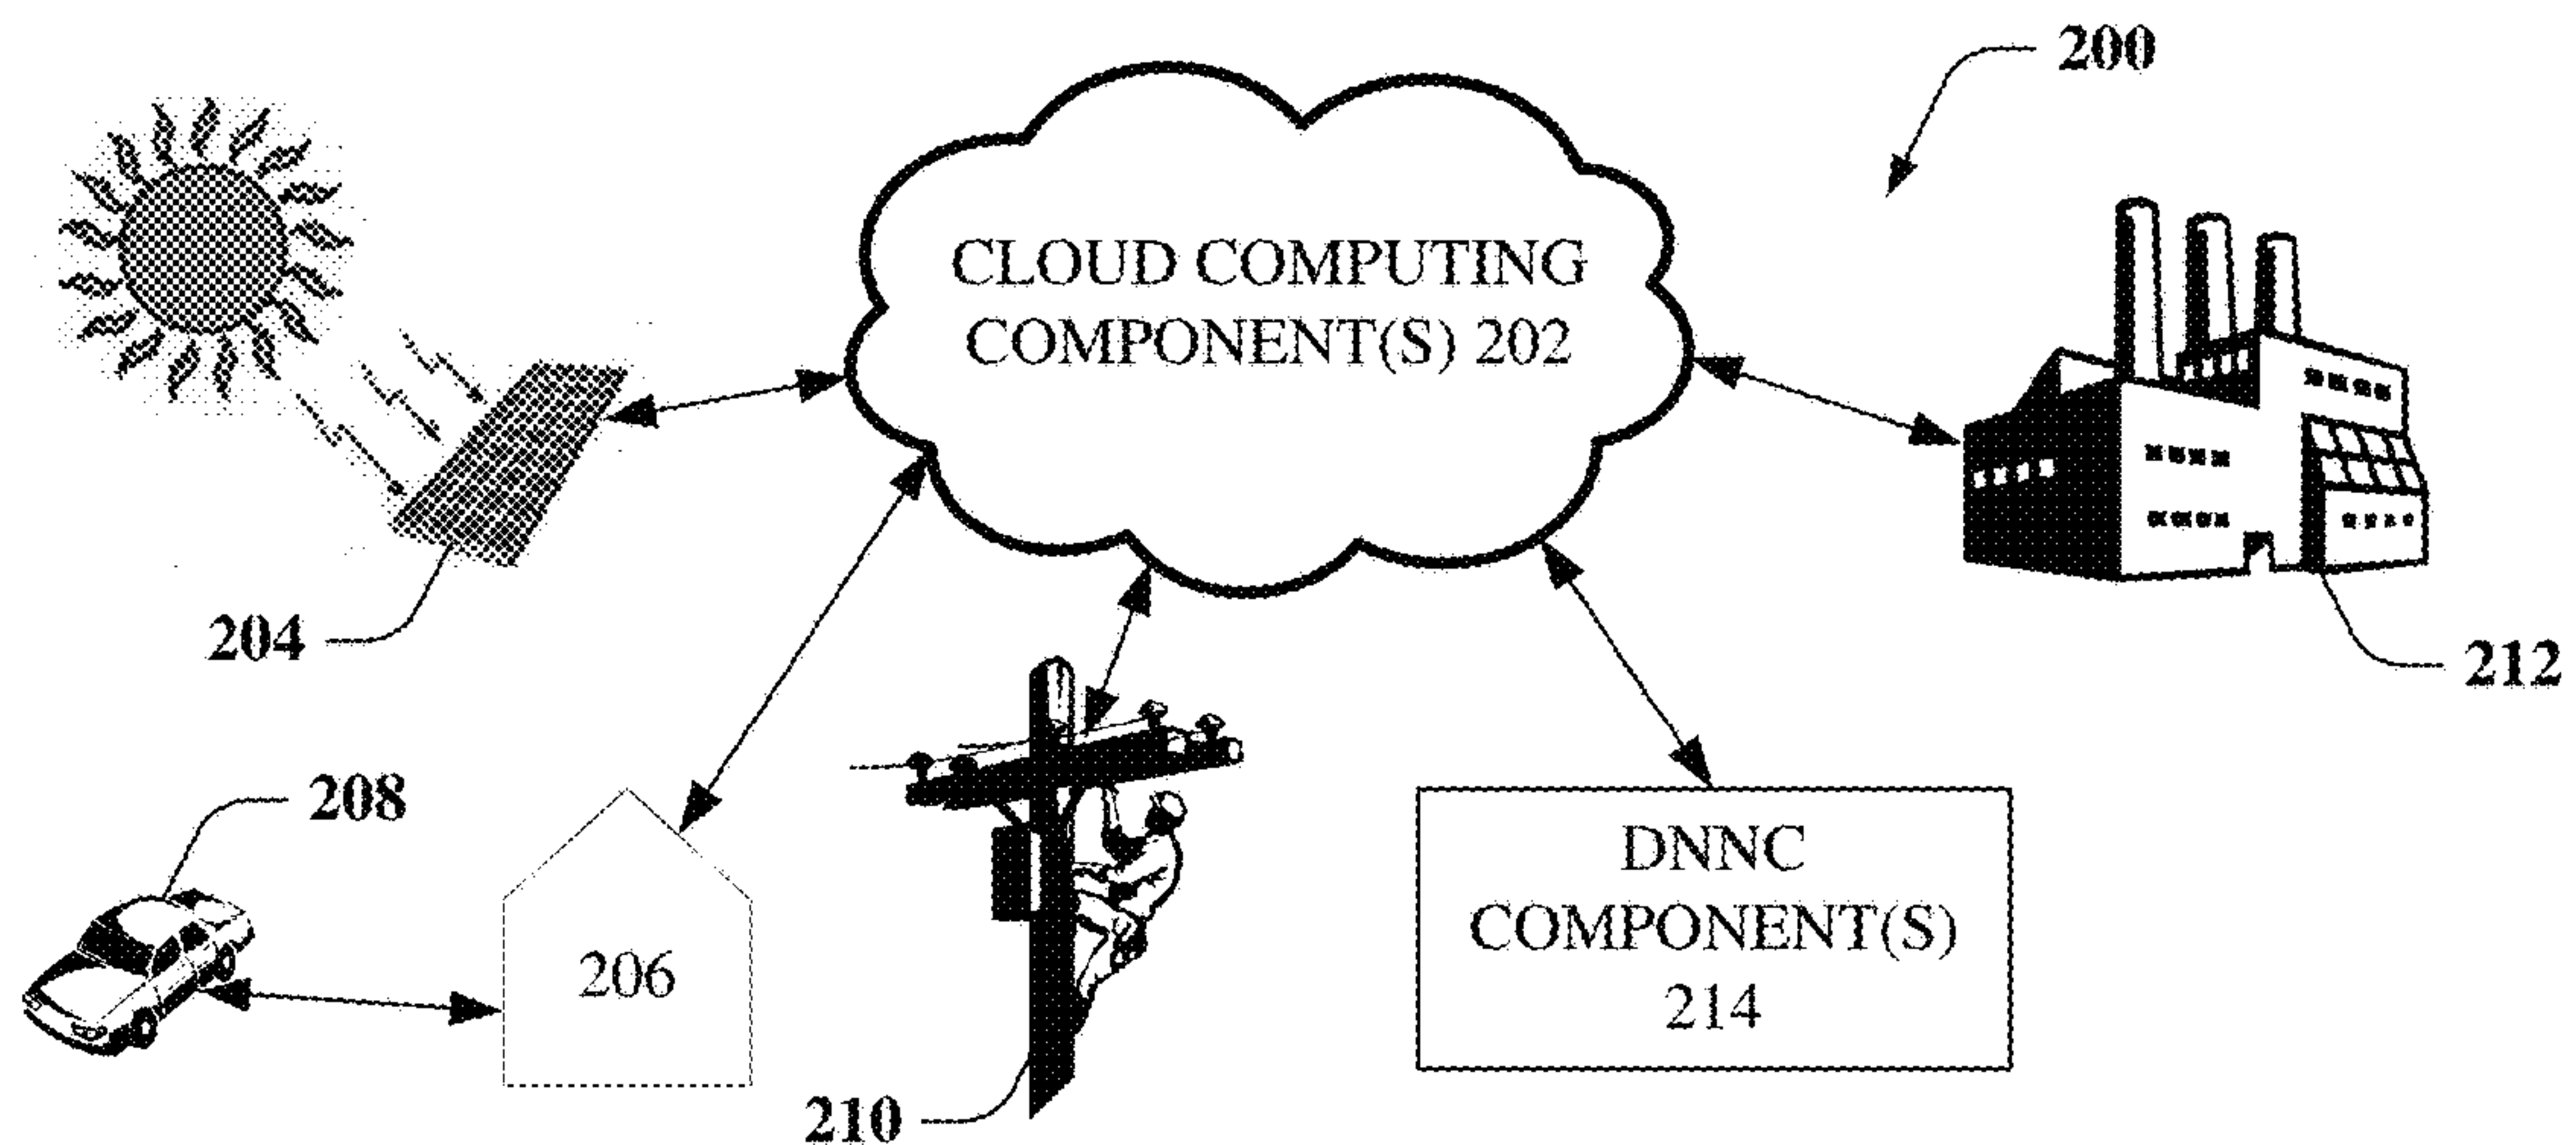 200
CLOUD COMPUTING
COMPONENT(S) 202
204
212
208
206
DNNC
COMPONENT(S)
214
210